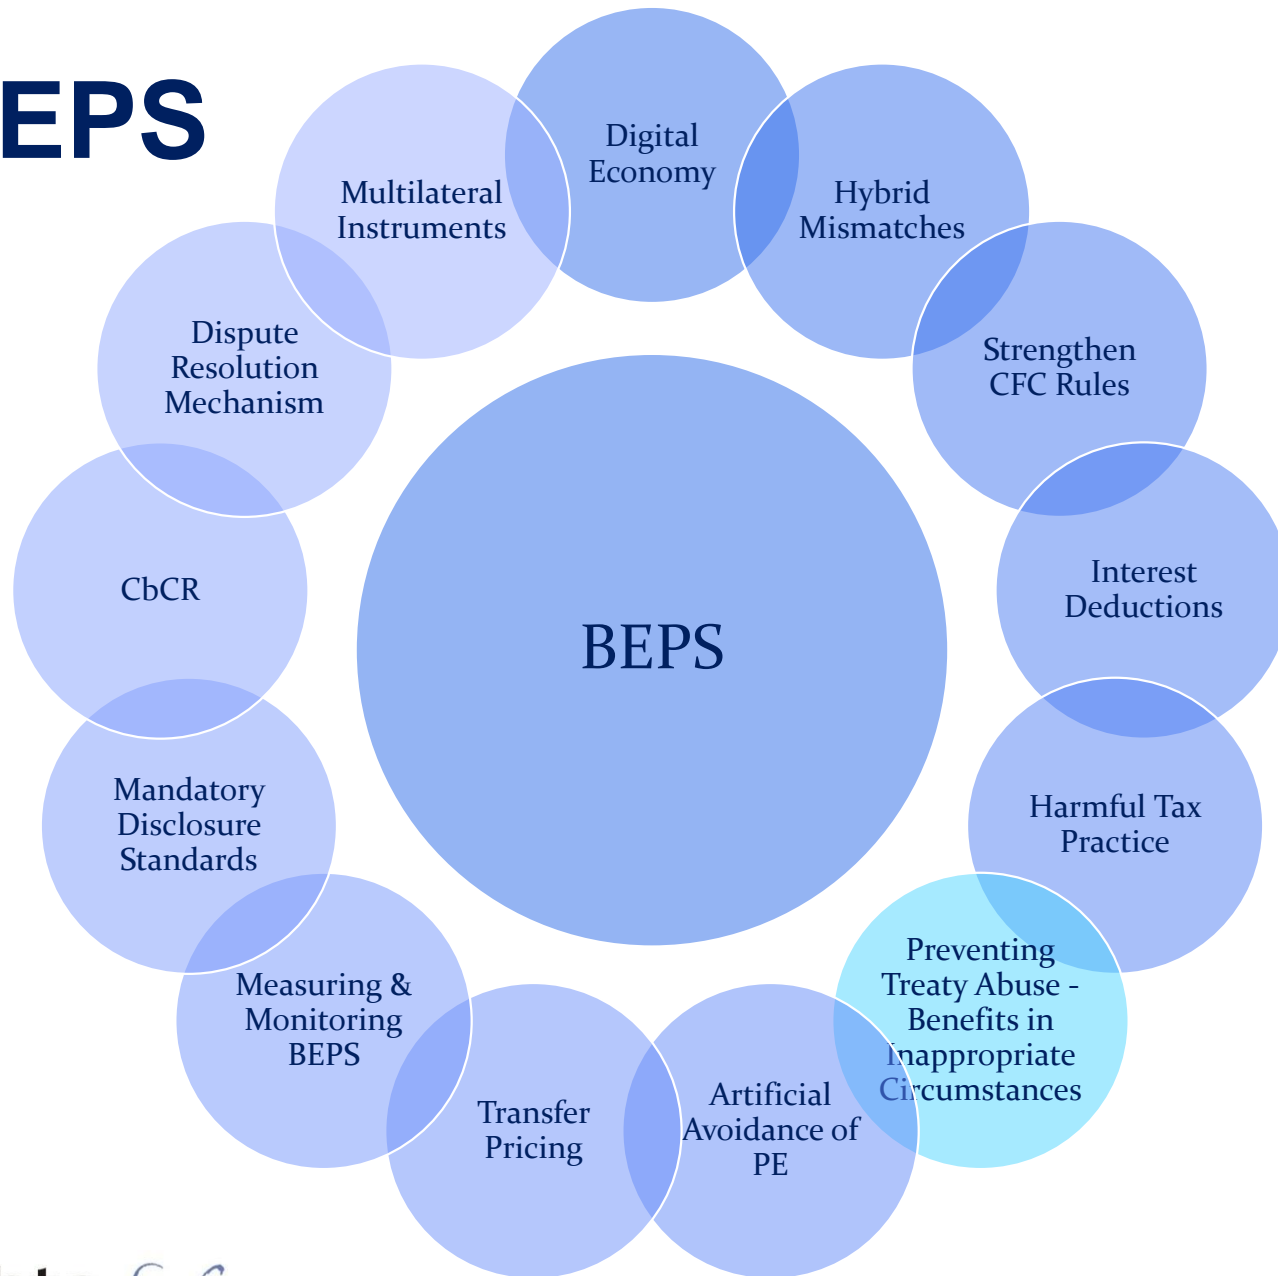 EPS
Digital
Economy
Hybrid
Mismatches
Strengthen
CFC Rules
Interest
Deductions
Harmful Tax
Practice
Preventing
Treaty Abuse -
Benefits in
Inappropriate
Circumstances
Artificial
Avoidance of
PE
Transfer
Pricing
Measuring &
Monitoring
BEPS
Mandatory
Disclosure
Standards
CbCR
Dispute
Resolution
Mechanism
Multilateral
Instruments
BEPS